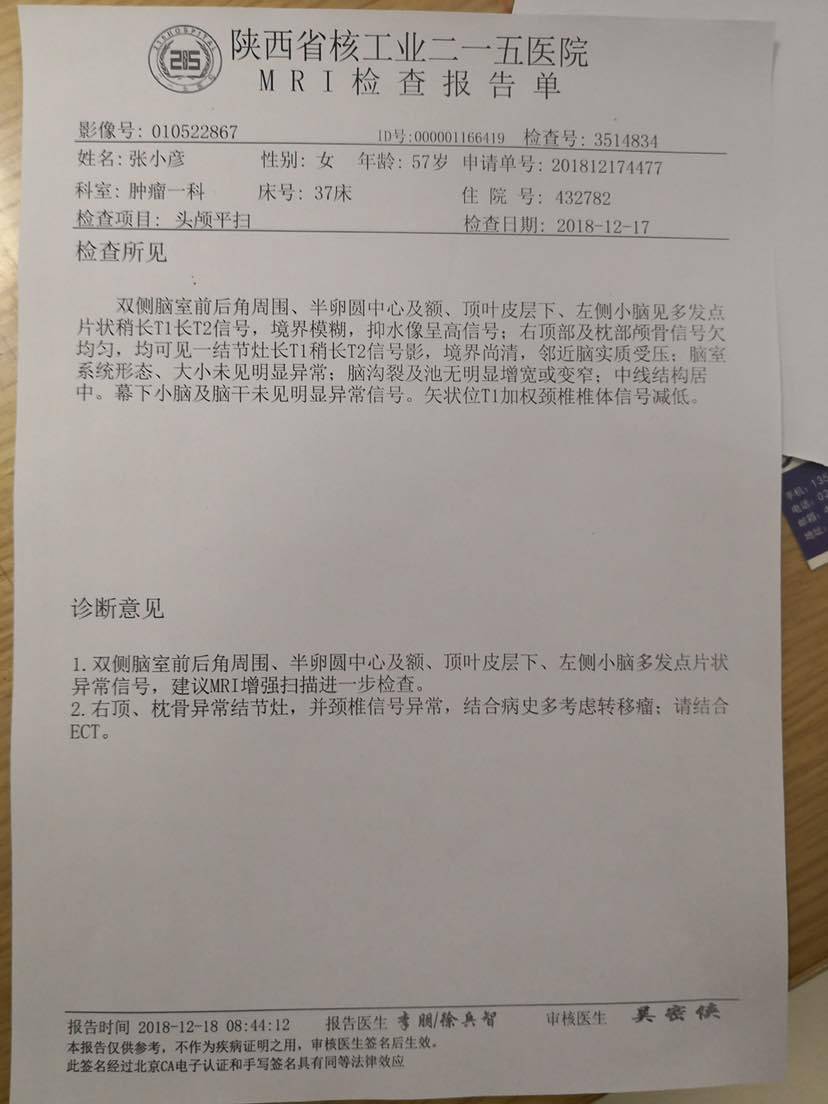 215HOSPITAL
215
陕西省核工业二一五医院
MRI检查报告单
影像号: 010522867 ID号:000001166419 检查号: 3514834
姓名: 张小彦 性别: 女 年龄: 57岁 申请单号: 201812174477
科室: 肿瘤一科 床号: 37床 住 院 号: 432782
检查项目: 头颅平扫 检查日期: 2018-12-17
检查所见
双侧脑室前后角周围、半卵圆中心及额、顶叶皮层下、左侧小脑见多发点
片状稍长T1长T2信号，境界模糊，抑水像呈高信号；右顶部及枕部颅骨信号欠
均匀，均可见一结节灶长T1稍长T2信号影，境界尚清，邻近脑实质受压；脑室
系统形态、大小未见明显异常；脑沟裂及池无明显增宽或变窄；中线结构居
中。幕下小脑及脑干未见明显异常信号。矢状位T1加权颈椎椎体信号减低。
诊断意见
1.双侧脑室前后角周围、半卵圆中心及额、顶叶皮层下、左侧小脑多发点片状
异常信号，建议MRI增强扫描进一步检查。
2.右顶、枕骨异常结节灶，并颈椎信号异常，结合病史多考虑转移瘤；请结合
ECT。
报告时间 2018-12-18 08:44:12 报告医生 李朋/徐兵智 审核医生 吴密侠
本报告仅供参考，不作为疾病证明之用，审核医生签名后生效。
此签名经过北京CA电子认证和手写签名具有同等法律效应
手机: 135
电话: 02
邮箱: 4
地址: